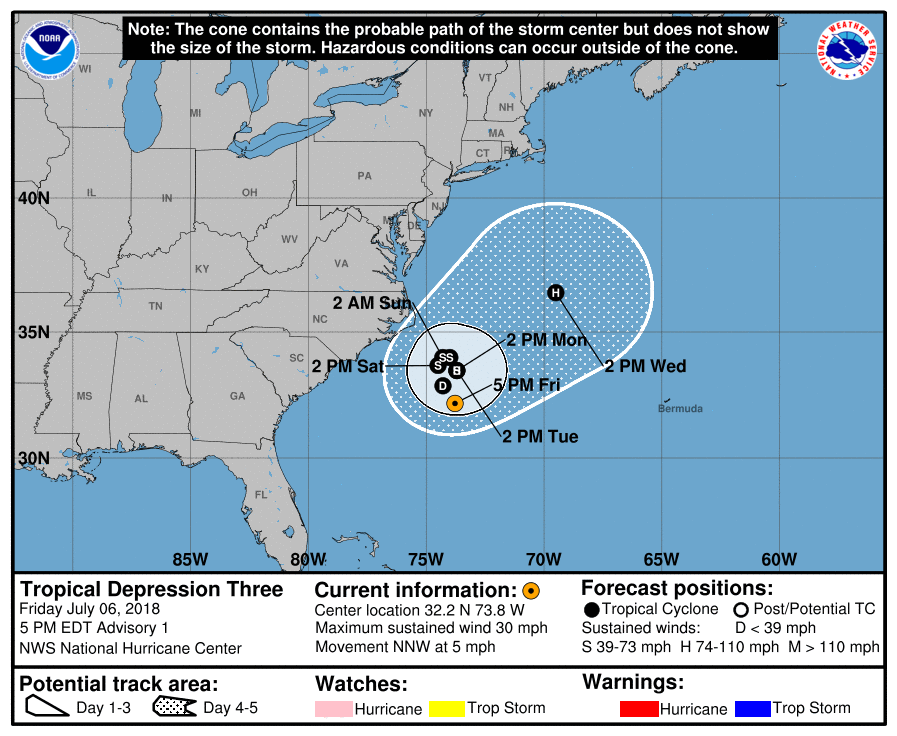 Note: The cone contains the probable path of the storm center but does not show
the size of the storm. Hazardous conditions can occur outside of the cone.
NOAA
NATIONAL WEATHER SERVICE
WI
VT
NH
MI
NY
MA
CT
PA
40N
IL
IN
OH
NJ
DE
WV
VA
KY
2 AM Sun
TN
NC
35N
2 PM Mon
SC
2 PM Sat
2 PM Wed
S
S
S
H
H
D
5 PM Fri
MS
AL
GA
Bermuda
2 PM Tue
30N
FL
85W
80W
75W
70W
65W
60W
Tropical Depression Three
Friday July 06, 2018
5 PM EDT Advisory 1
NWS National Hurricane Center
Current information:
Center location 32.2 N 73.8 W
Maximum sustained wind 30 mph
Movement NNW at 5 mph
Forecast positions:
Tropical Cyclone Post/Potential TC
Sustained winds: D < 39 mph
S 39-73 mph H 74-110 mph M > 110 mph
Potential track area:
Day 1-3 Day 4-5
Watches:
Hurricane Trop Storm
Warnings:
Hurricane Trop Storm